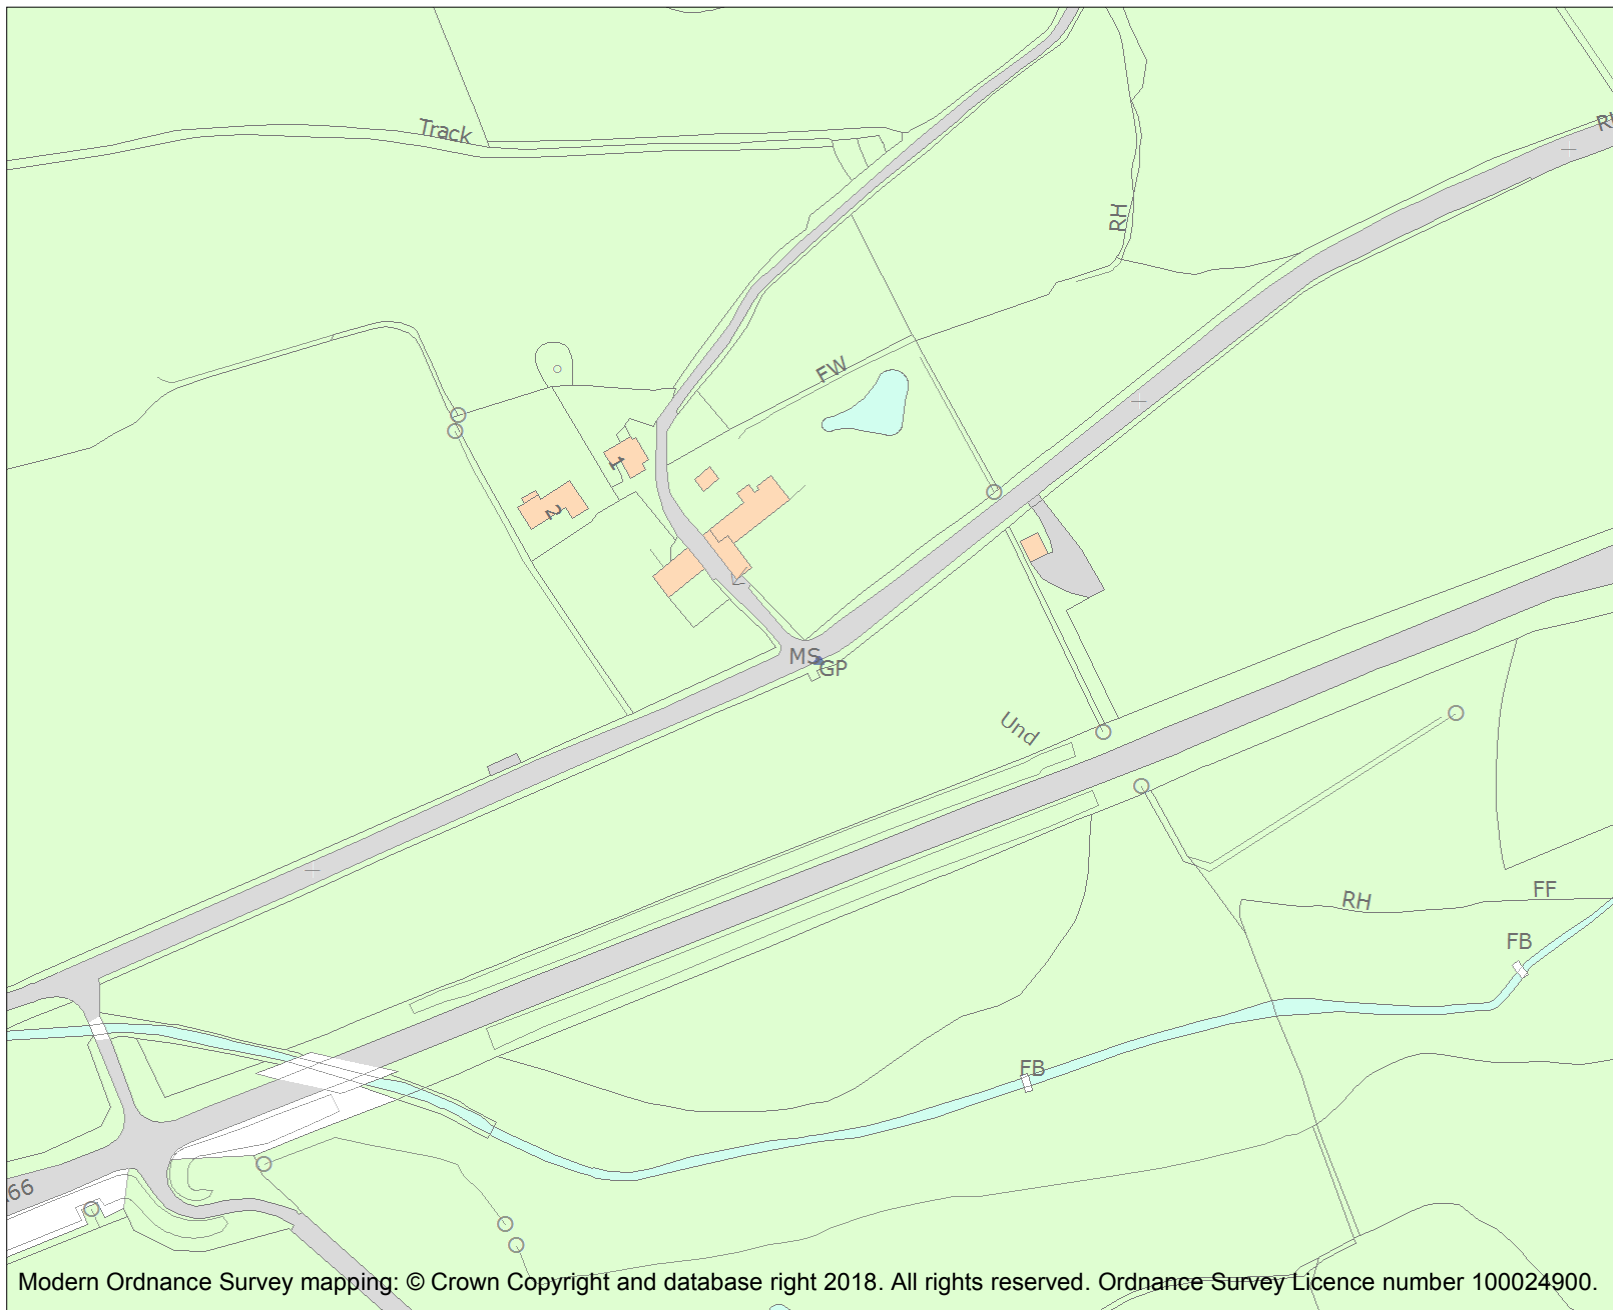 Track
RH
FW
1
2
MS
GP
Und
RH
FF
FB
FB
66
Modern Ordnance Survey mapping: © Crown Copyright and database right 2018. All rights reserved. Ordnance Survey Licence number 100024900.